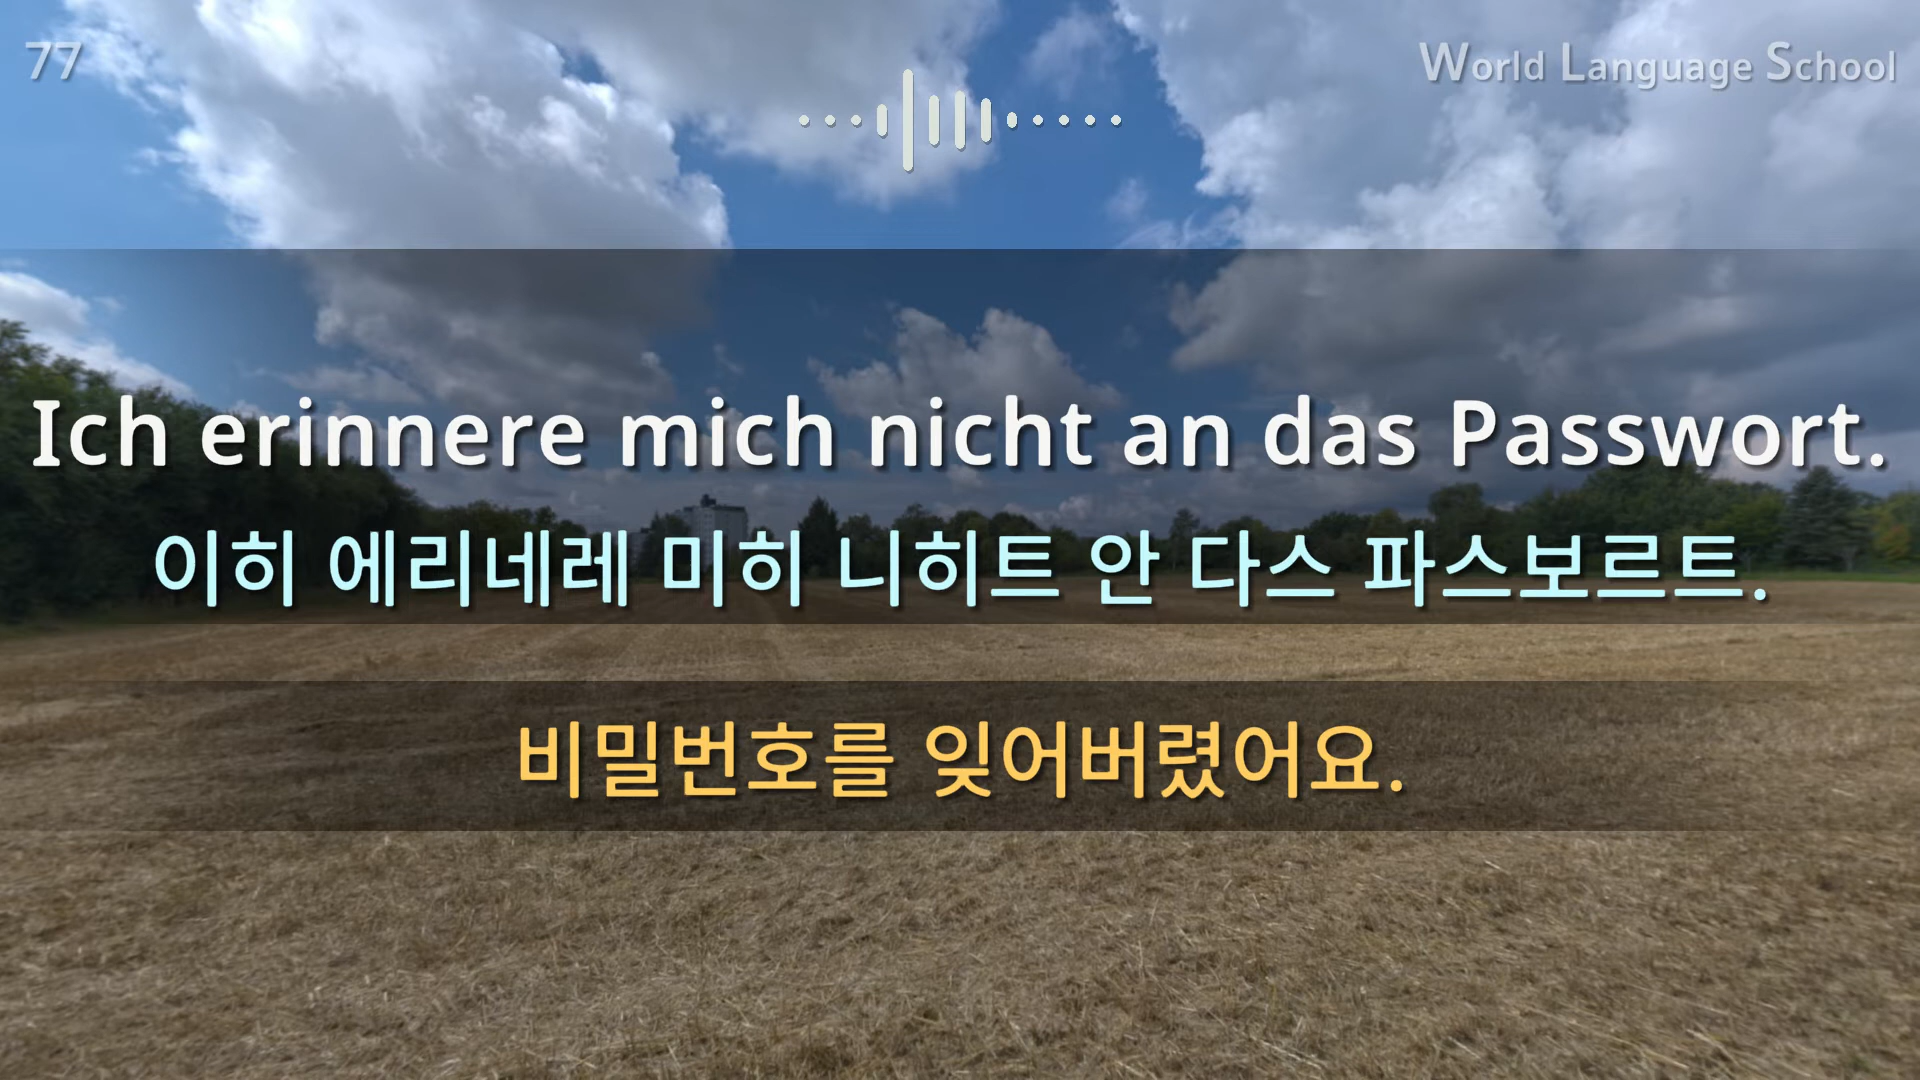 77
World Language School
Ich erinnere mich nicht an das Passwort.
이히 에리네레 미히 니히트 안 다스 파스보르트.
비밀번호를 잊어버렸어요.